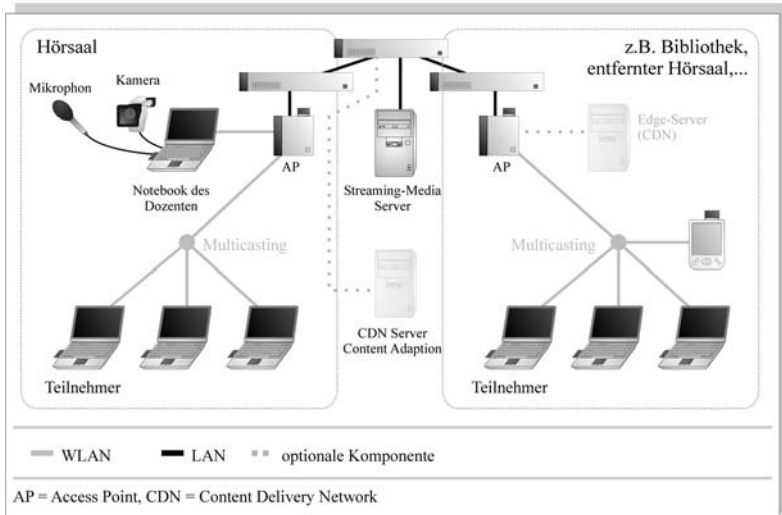 Hörsaal
z.B. Bibliothek,
entfernter Hörsaal,...
Kamera
Mikrophon
Edge-Server
(CDN)
AP
AP
Notebook des
Dozenten
Streaming-Media
Server
Multicasting
Multicasting
CDN Server
Content Adaption
Teilnehmer
Teilnehmer
WLAN
LAN
optionale Komponente
AP = Access Point, CDN = Content Delivery Network